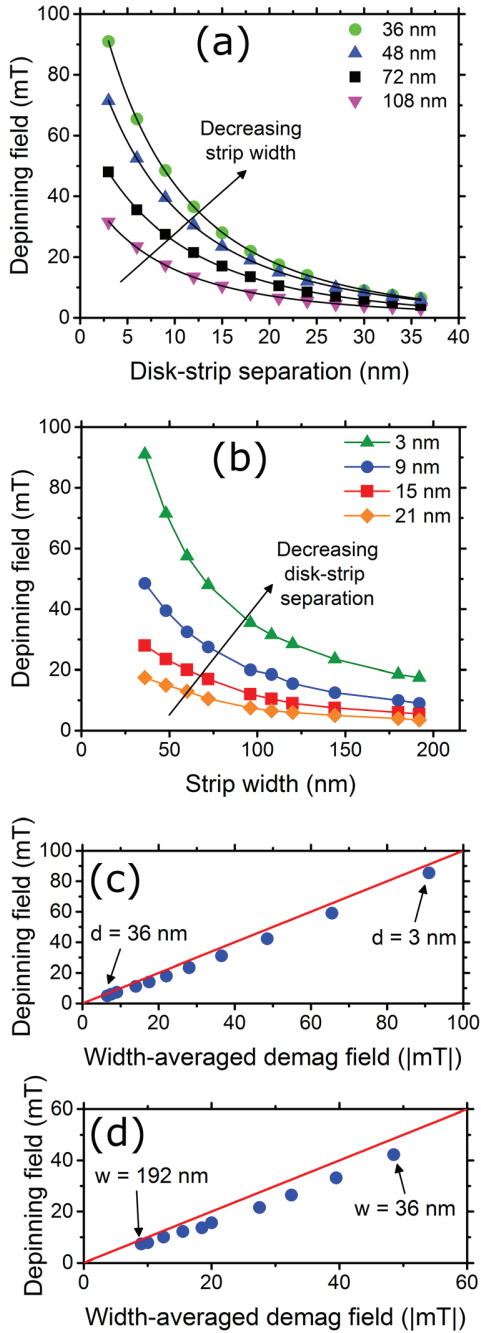 (a)
36 nm
48 nm
72 nm
108 nm
Decreasing
strip width
Depinning field (mT)
100
80
60
40
20
0
0 5 10 15 20 25 30 35 40
Disk-strip separation (nm)
(b)
3 nm
9 nm
15 nm
21 nm
Decreasing
disk-strip
separation
Depinning field (mT)
100
80
60
40
20
0
0 50 100 150 200
Strip width (nm)
(c)
d = 36 nm
d = 3 nm
Depinning field (mT)
100
80
60
40
20
0
0 20 40 60 80 100
Width-averaged demag field (|mT|)
(d)
w = 192 nm
w = 36 nm
Depinning field (mT)
60
40
20
0
0 20 40 60
Width-averaged demag field (|mT|)